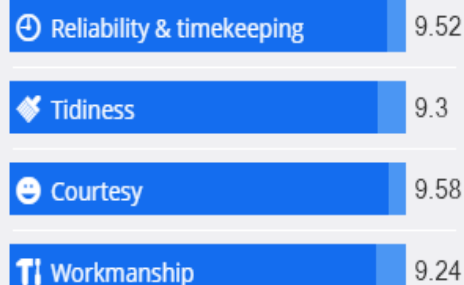 Reliability & timekeeping 9.52
Tidiness 9.3
Courtesy 9.58
Workmanship 9.24